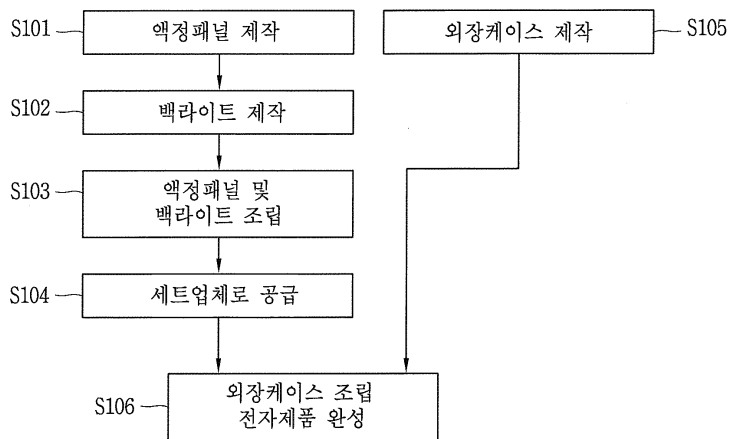 S101
액정패널 제작
외장케이스 제작
S105
S102
백라이트 제작
S103
액정패널 및
백라이트 조립
S104
세트업체로 공급
S106
외장케이스 조립
전자제품 완성